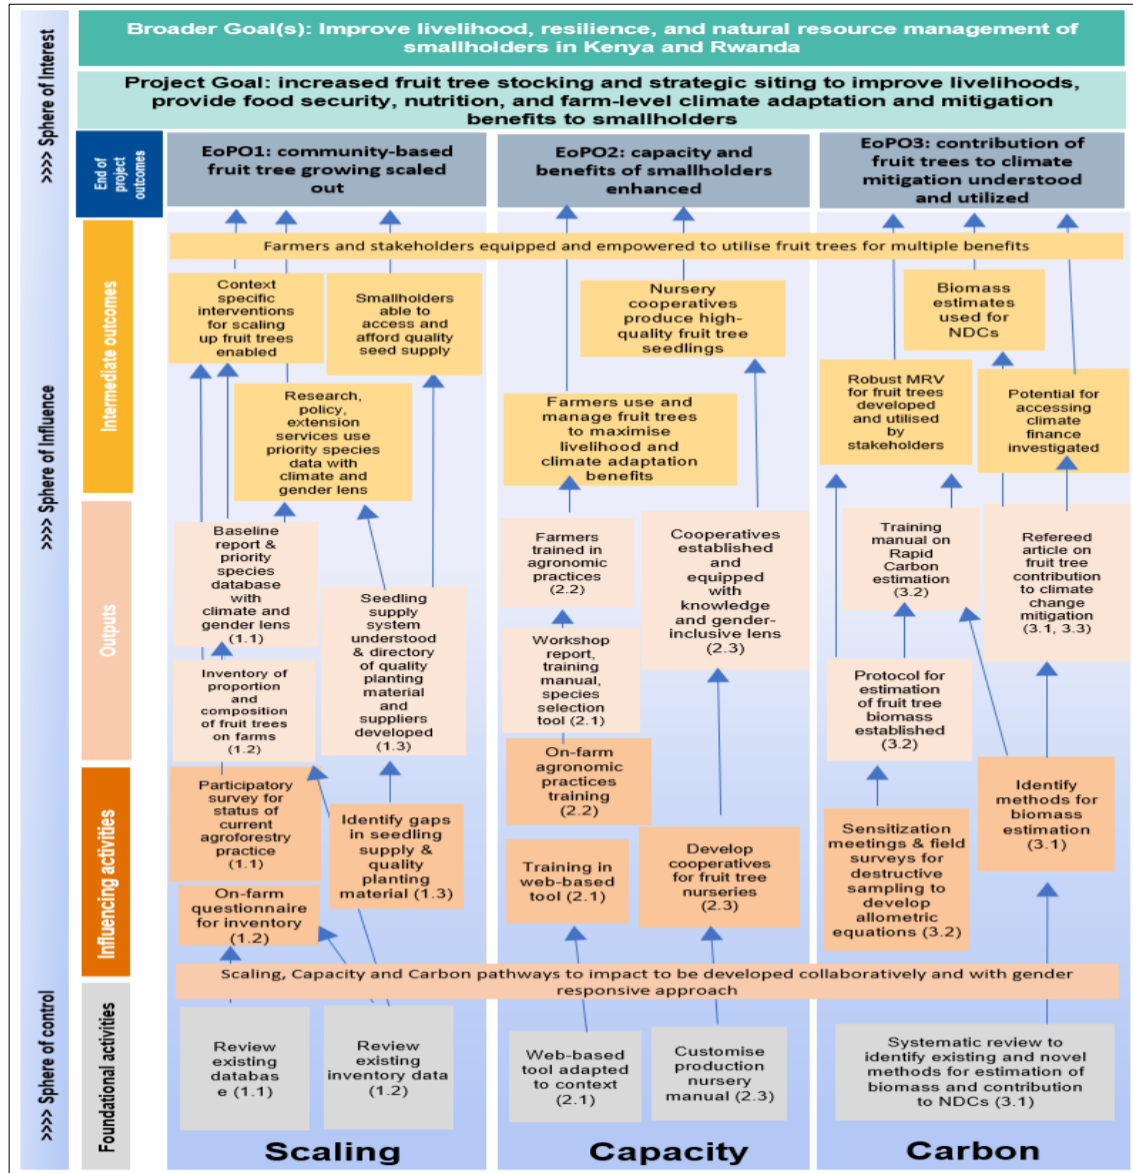 Broader Goal(s): Improve livelihood, resilience, and natural resource management of
smallholders in Kenya and Rwanda
Project Goal: increased fruit tree stocking and strategic siting to improve livelihoods,
provide food security, nutrition, and farm-level climate adaptation and mitigation
benefits to smallholders
>>>> Sphere of Interest
End of
project
outcomes
EoPO1: community-based
fruit tree growing scaled
out
EoPO2: capacity and
benefits of smallholders
enhanced
EoPO3: contribution of
fruit trees to climate
mitigation understood
and utilized
>>>> Sphere of Influence
Intermediate outcomes
Farmers and stakeholders equipped and empowered to utilise fruit trees for multiple benefits
Context
specific
interventions
for scaling
up fruit trees
enabled
Smallholders
able to
access and
afford quality
seed supply
Research,
policy,
extension
services use
priority species
data with
climate and
gender lens
Nursery
cooperatives
produce high-
quality fruit tree
seedlings
Farmers use and
manage fruit trees
to maximise
livelihood and
climate adaptation
benefits
Biomass
estimates
used for
NDCs
Robust MRV
for fruit trees
developed
and utilised
by
stakeholders
Potential for
accessing
climate
finance
investigated
Outputs
Baseline
report &
priority
species
database
with
climate and
gender lens
(1.1)
Inventory of
proportion
and
composition
of fruit trees
on farms
(1.2)
Seedling
supply
system
understood
& directory
of quality
planting
material
and
suppliers
developed
(1.3)
Farmers
trained in
agronomic
practices
(2.2)
Workshop
report,
training
manual,
species
selection
tool (2.1)
Cooperatives
established
and
equipped
with
knowledge
and gender-
inclusive lens
(2.3)
Training
manual on
Rapid
Carbon
estimation
(3.2)
Refereed
article on
fruit tree
contribution
to climate
change
mitigation
(3.1, 3.3)
Protocol for
estimation
of fruit tree
biomass
established
(3.2)
Influencing activities
Participatory
survey for
status of
current
agroforestry
practice
(1.1)
On-farm
questionnaire
for inventory
(1.2)
Identify gaps
in seedling
supply &
quality
planting
material (1.3)
On-farm
agronomic
practices
training
(2.2)
Training in
web-based
tool (2.1)
Develop
cooperatives
for fruit tree
nurseries
(2.3)
Sensitization
meetings & field
surveys for
destructive
sampling to
develop
allometric
equations (3.2)
Identify
methods for
biomass
estimation
(3.1)
Scaling, Capacity and Carbon pathways to impact to be developed collaboratively and with gender
responsive approach
>>>> Sphere of control
Foundational activities
Review
existing
databas
e (1.1)
Review
existing
inventory data
(1.2)
Web-based
tool adapted
to context
(2.1)
Customise
production
nursery
manual (2.3)
Systematic review to
identify existing and novel
methods for estimation of
biomass and contribution
to NDCs (3.1)
Scaling
Capacity
Carbon